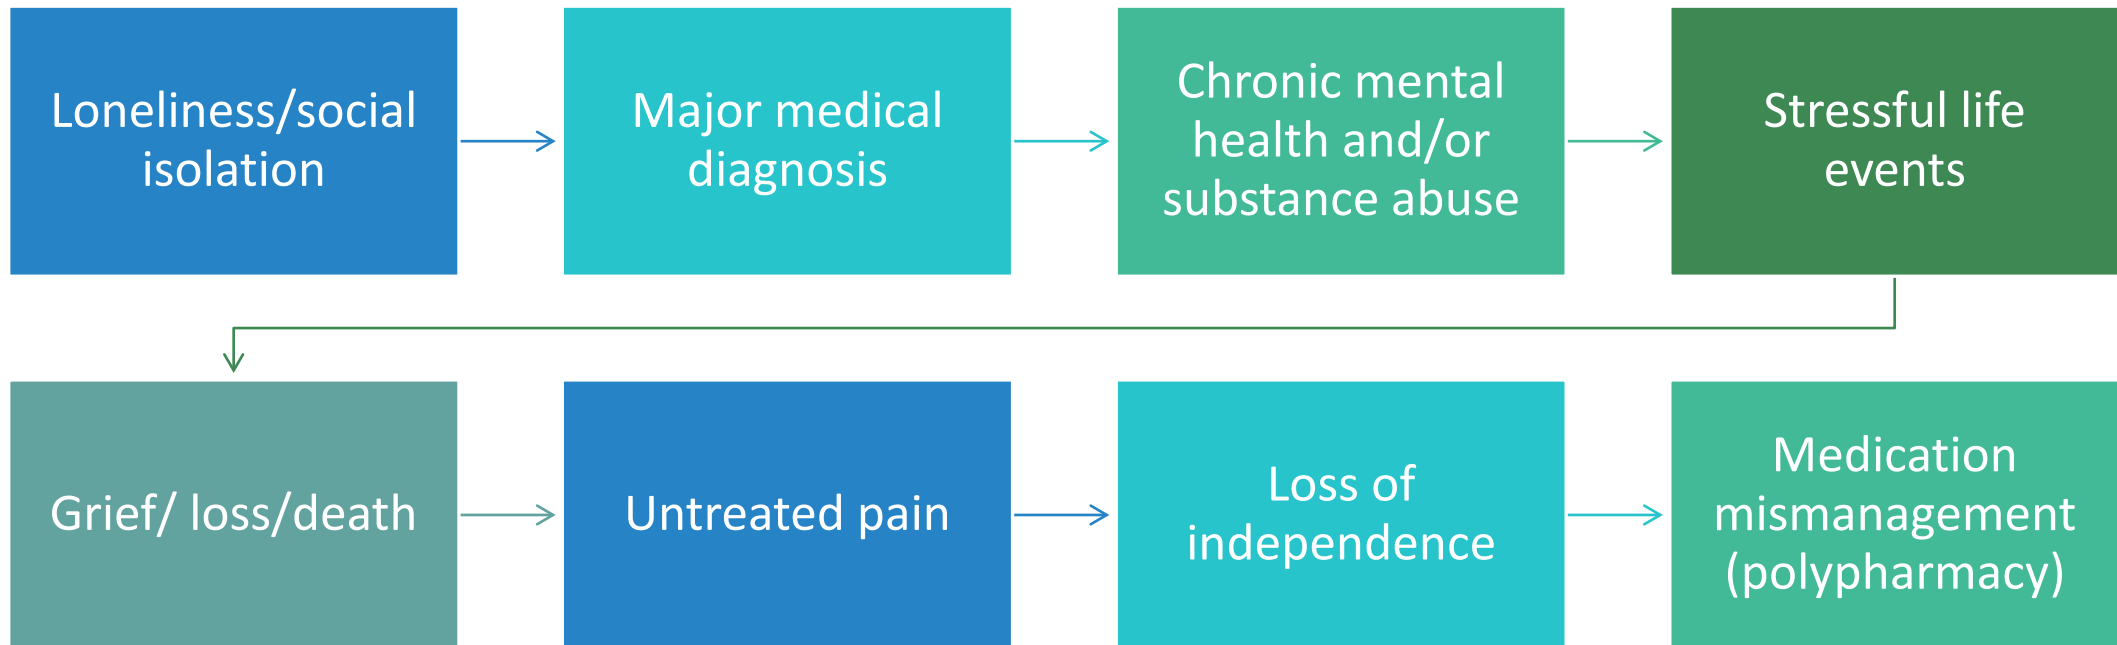 Loneliness/social
isolation
Major medical
diagnosis
Chronic mental
health and/or
substance abuse
Stressful life
events
Grief/ loss/death
Untreated pain
Loss of
independence
Medication
mismanagement
(polypharmacy)